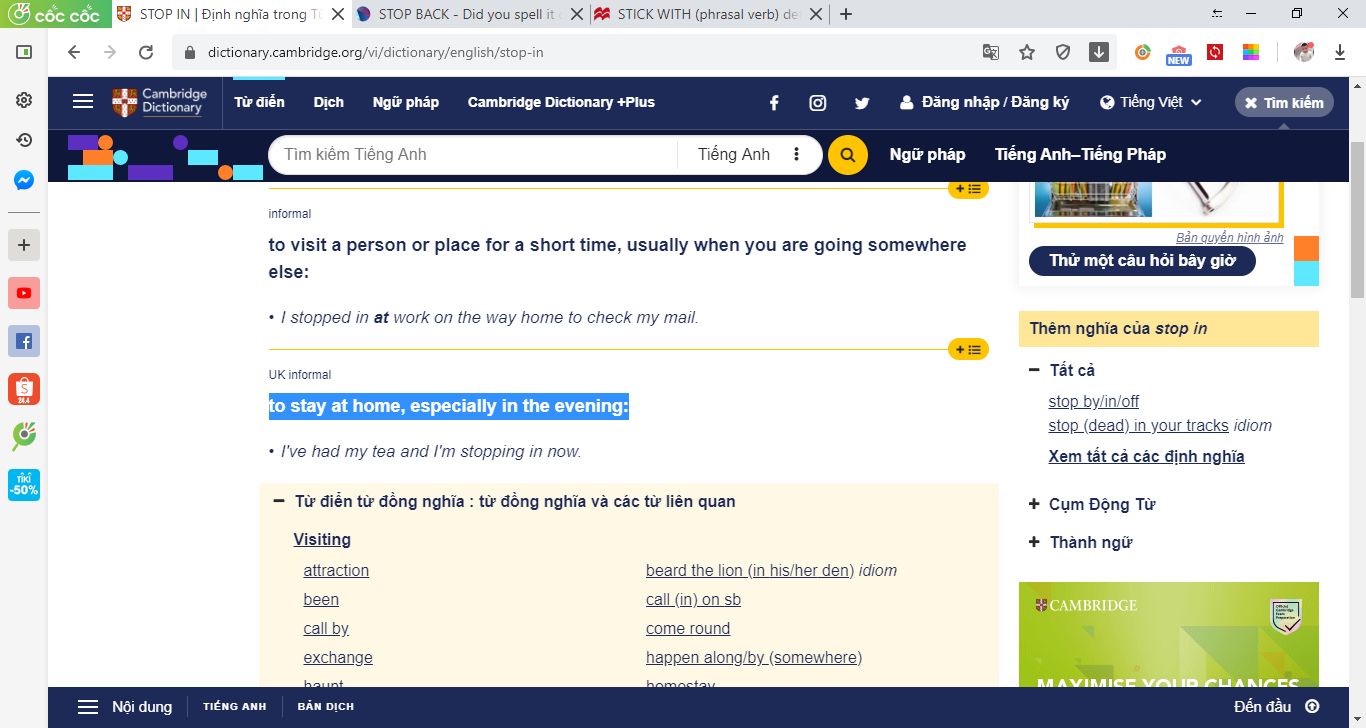 cốc cốc
STOP IN | Định nghĩa trong T
STOP BACK - Did you spell it
STICK WITH (phrasal verb) de
dictionary.cambridge.org/vi/dictionary/english/stop-in
NEW
Cambridge
Dictionary
Từ điển
Dịch
Ngữ pháp
Cambridge Dictionary +Plus
Đăng nhập / Đăng ký
Tiếng Việt
Tìm kiếm
Tìm kiếm Tiếng Anh
Tiếng Anh
Ngữ pháp
Tiếng Anh–Tiếng Pháp
informal
to visit a person or place for a short time, usually when you are going somewhere
else:
• I stopped in at work on the way home to check my mail.
UK informal
to stay at home, especially in the evening:
• I've had my tea and I'm stopping in now.
Từ điển từ đồng nghĩa : từ đồng nghĩa và các từ liên quan
Visiting
attraction
beard the lion (in his/her den) idiom
been
call (in) on sb
call by
come round
exchange
happen along/by (somewhere)
haunt
homestay
Bản quyền hình ảnh
Thử một câu hỏi bây giờ
Thêm nghĩa của stop in
Tất cả
stop by/in/off
stop (dead) in your tracks idiom
Xem tất cả các định nghĩa
Cụm Động Từ
Thành ngữ
CAMBRIDGE
MAXIMISE YOUR CHANCES
24.4
TIKI
-50%
Nội dung
TIẾNG ANH
BẢN DỊCH
Đến đầu